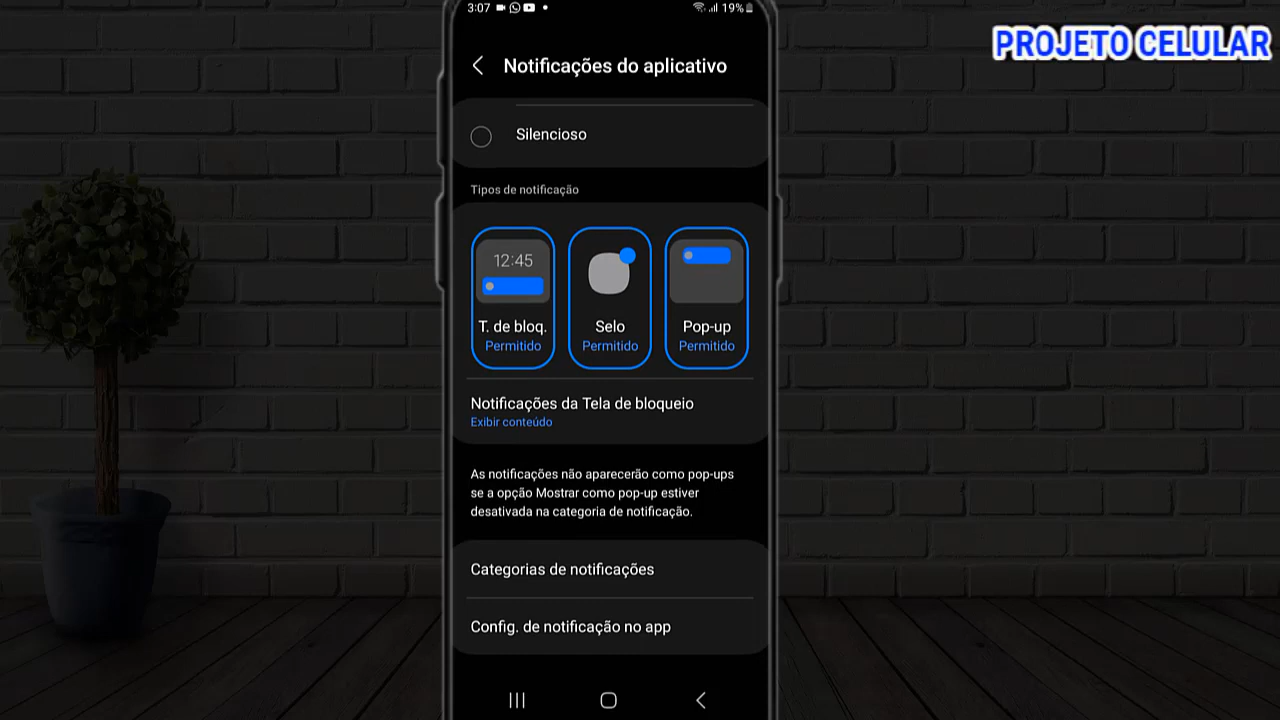 3:07
19%
PROJETO CELULAR
Notificações do aplicativo
Silencioso
Tipos de notificação
12:45
T. de bloq.
Permitido
Selo
Permitido
Pop-up
Permitido
Notificações da Tela de bloqueio
Exibir conteúdo
As notificações não aparecerão como pop-ups
se a opção Mostrar como pop-up estiver
desativada na categoria de notificação.
Categorias de notificações
Config. de notificação no app